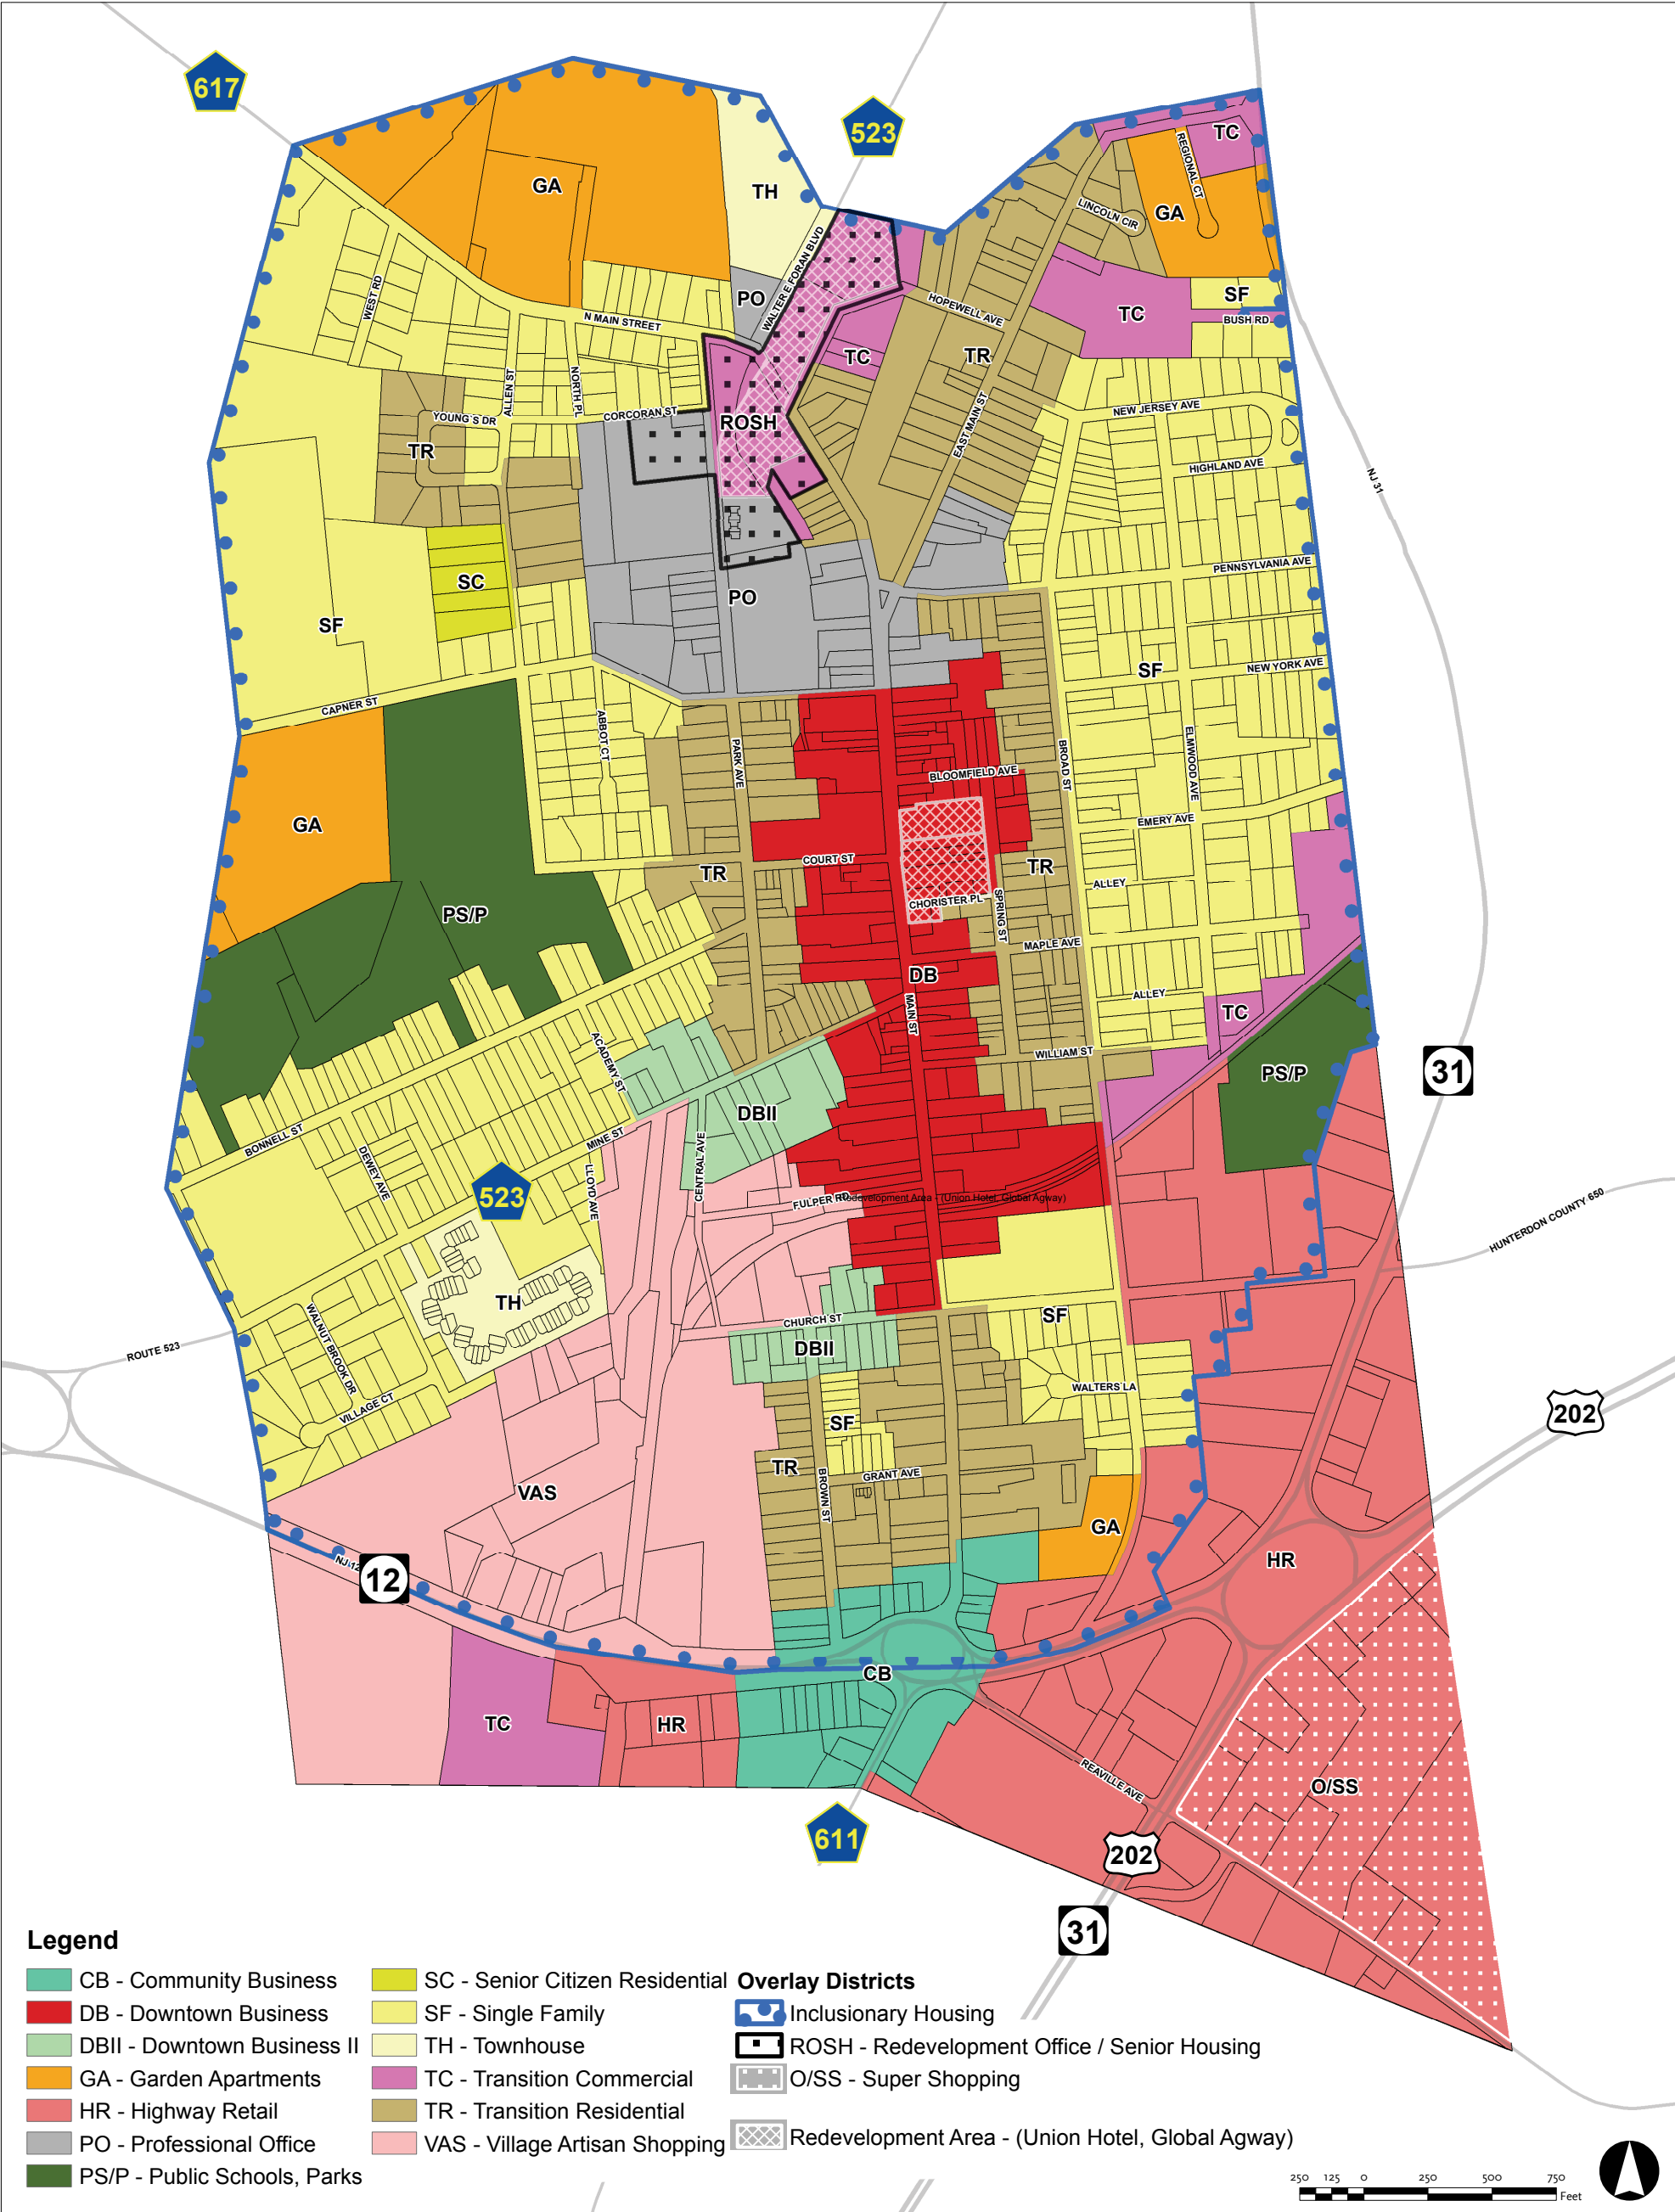 617
523
TC
REGIONAL CT
GA
TH
LINCOLN CIR
GA
WALTER E FORAN BLVD
WEST RD
PO
HOPEWELL AVE
TC
SF
BUSH RD
N MAIN STREET
TC
TR
ALLEN ST
NORTH PL
YOUNG'S DR
CORCORAN ST
ROSH
EAST MAIN ST
NEW JERSEY AVE
TR
HIGHLAND AVE
NJ 31
SC
PO
PENNSYLVANIA AVE
SF
SF
NEW YORK AVE
CAPNER ST
ABBOT CT
PARK AVE
BROAD ST
ELMWOOD AVE
BLOOMFIELD AVE
GA
EMERY AVE
COURT ST
TR
TR
ALLEY
PS/P
CHORISTER PL
SPRING ST
MAPLE AVE
DB
ALLEY
MAIN ST
TC
ACADEMY ST
WILLIAM ST
PS/P
31
DBII
BONNELL ST
MINE ST
DEWEY AVE
CENTRAL AVE
LLOYD AVE
523
FULPER RD
Redevelopment Area - (Union Hotel, Global Agway)
HUNTERDON COUNTY 650
TH
WALNUT BROOK DR
CHURCH ST
SF
DBII
ROUTE 523
VILLAGE CT
WALTERS LA
SF
202
TR
GRANT AVE
BROWN ST
VAS
GA
HR
NJ 12
12
CB
TC
HR
REAVILLE AVE
O/SS
611
202
31
Legend
CB - Community Business
DB - Downtown Business
DBII - Downtown Business II
GA - Garden Apartments
HR - Highway Retail
PO - Professional Office
PS/P - Public Schools, Parks
SC - Senior Citizen Residential
SF - Single Family
TH - Townhouse
TC - Transition Commercial
TR - Transition Residential
VAS - Village Artisan Shopping
Overlay Districts
Inclusionary Housing
ROSH - Redevelopment Office / Senior Housing
O/SS - Super Shopping
Redevelopment Area - (Union Hotel, Global Agway)
250 125 0 250 500 750
Feet